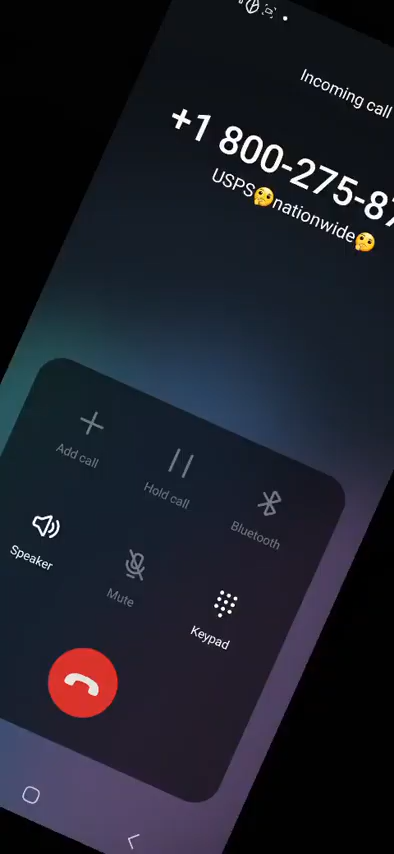 Incoming call
+1 800-275-87
USPS🤔nationwide🤔
Add call
Hold call
Bluetooth
Speaker
Mute
Keypad